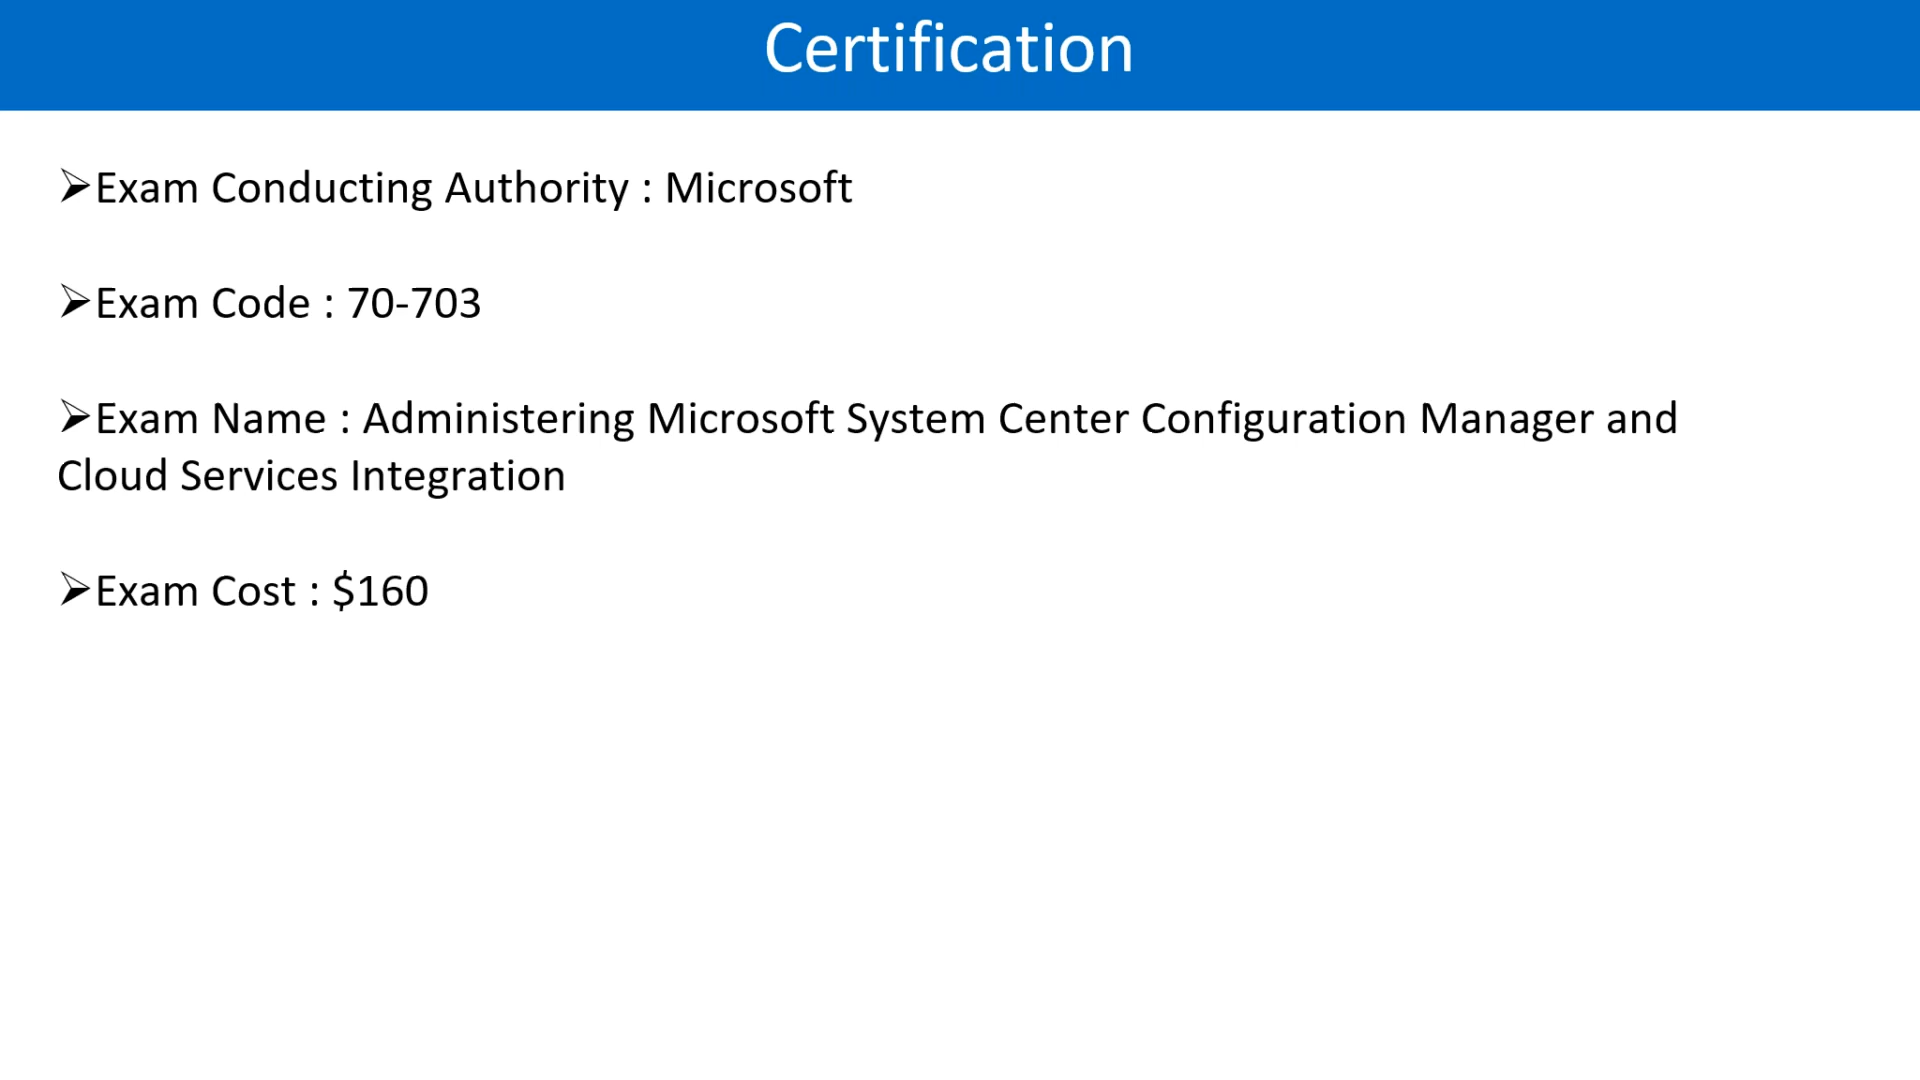 Certification
➢Exam Conducting Authority : Microsoft
➢Exam Code : 70-703
➢Exam Name : Administering Microsoft System Center Configuration Manager and
Cloud Services Integration
➢Exam Cost : $160